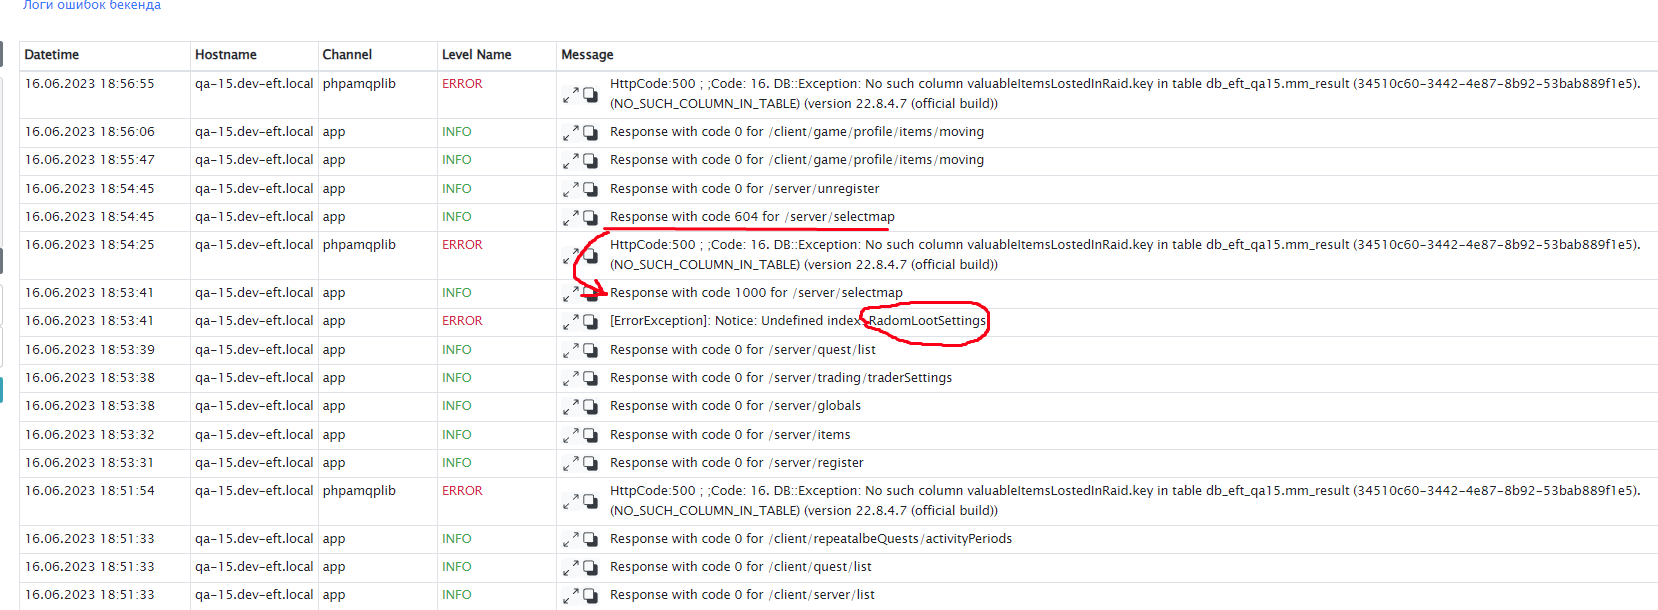 Логи ошибок бекенда
Datetime Hostname Channel Level Name Message
16.06.2023 18:56:55 qa-15.dev-eft.local phpamqplib ERROR HttpCode:500 ; ;Code: 16. DB::Exception: No such column valuableItemsLostedInRaid.key in table db_eft_qa15.mm_result (34510c60-3442-4e87-8b92-53bab889f1e5).
(NO_SUCH_COLUMN_IN_TABLE) (version 22.8.4.7 (official build))
16.06.2023 18:56:06 qa-15.dev-eft.local app INFO Response with code 0 for /client/game/profile/items/moving
16.06.2023 18:55:47 qa-15.dev-eft.local app INFO Response with code 0 for /client/game/profile/items/moving
16.06.2023 18:54:45 qa-15.dev-eft.local app INFO Response with code 0 for /server/unregister
16.06.2023 18:54:45 qa-15.dev-eft.local app INFO Response with code 604 for /server/selectmap
16.06.2023 18:54:25 qa-15.dev-eft.local phpamqplib ERROR HttpCode:500 ; ;Code: 16. DB::Exception: No such column valuableItemsLostedInRaid.key in table db_eft_qa15.mm_result (34510c60-3442-4e87-8b92-53bab889f1e5).
(NO_SUCH_COLUMN_IN_TABLE) (version 22.8.4.7 (official build))
16.06.2023 18:53:41 qa-15.dev-eft.local app INFO Response with code 1000 for /server/selectmap
16.06.2023 18:53:41 qa-15.dev-eft.local app ERROR [ErrorException]: Notice: Undefined index: RadomLootSettings
16.06.2023 18:53:39 qa-15.dev-eft.local app INFO Response with code 0 for /server/quest/list
16.06.2023 18:53:38 qa-15.dev-eft.local app INFO Response with code 0 for /server/trading/traderSettings
16.06.2023 18:53:38 qa-15.dev-eft.local app INFO Response with code 0 for /server/globals
16.06.2023 18:53:32 qa-15.dev-eft.local app INFO Response with code 0 for /server/items
16.06.2023 18:53:31 qa-15.dev-eft.local app INFO Response with code 0 for /server/register
16.06.2023 18:51:54 qa-15.dev-eft.local phpamqplib ERROR HttpCode:500 ; ;Code: 16. DB::Exception: No such column valuableItemsLostedInRaid.key in table db_eft_qa15.mm_result (34510c60-3442-4e87-8b92-53bab889f1e5).
(NO_SUCH_COLUMN_IN_TABLE) (version 22.8.4.7 (official build))
16.06.2023 18:51:33 qa-15.dev-eft.local app INFO Response with code 0 for /client/repeatalbeQuests/activityPeriods
16.06.2023 18:51:33 qa-15.dev-eft.local app INFO Response with code 0 for /client/quest/list
16.06.2023 18:51:33 qa-15.dev-eft.local app INFO Response with code 0 for /client/server/list